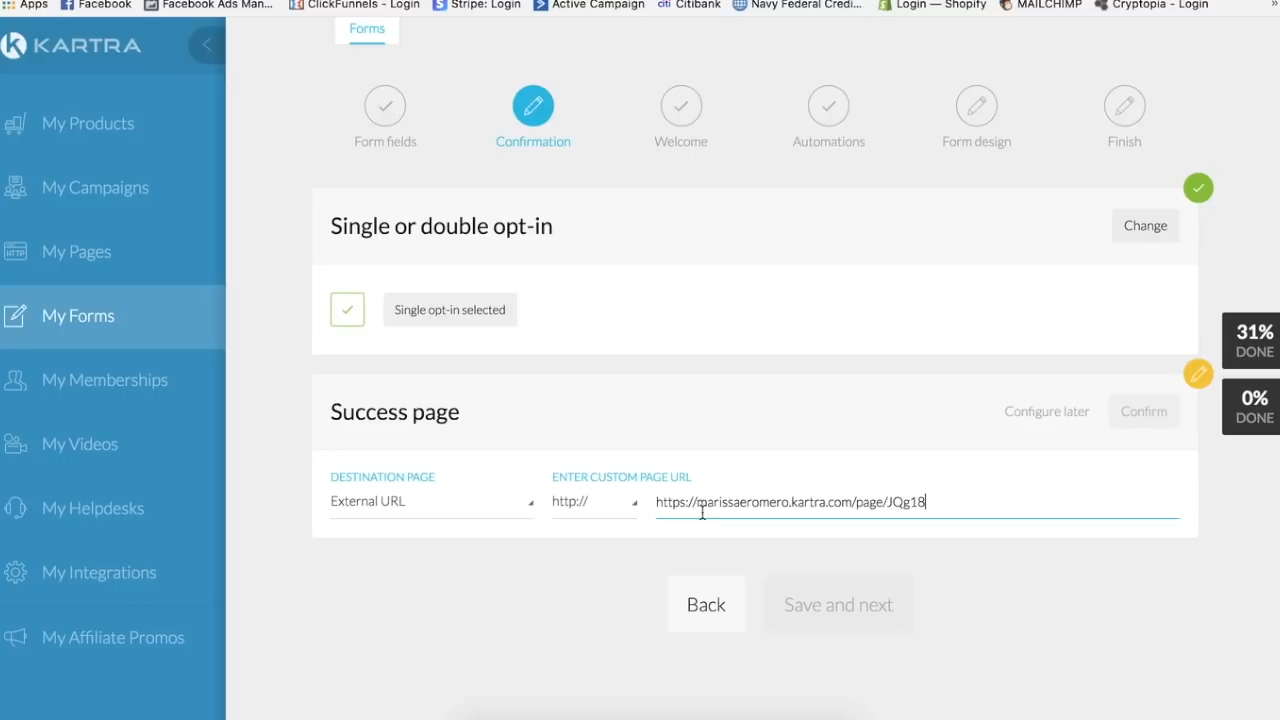 Apps Facebook Facebook Ads Man... ClickFunnels - Login Stripe: Login Active Campaign citi Citibank Navy Federal Credi... Login — Shopify MAILCHIMP Cryptopia - Login »
KARTRA
Forms
Form fields Confirmation Welcome Automations Form design Finish
My Products
My Campaigns
HTTP My Pages
My Forms
My Memberships
My Videos
My Helpdesks
My Integrations
My Affiliate Promos
Single or double opt-in Change
Single opt-in selected
31%
DONE
0%
DONE
Success page Configure later Confirm
DESTINATION PAGE ENTER CUSTOM PAGE URL
External URL http:// https://marissaeromero.kartra.com/page/JQg18
Back Save and next